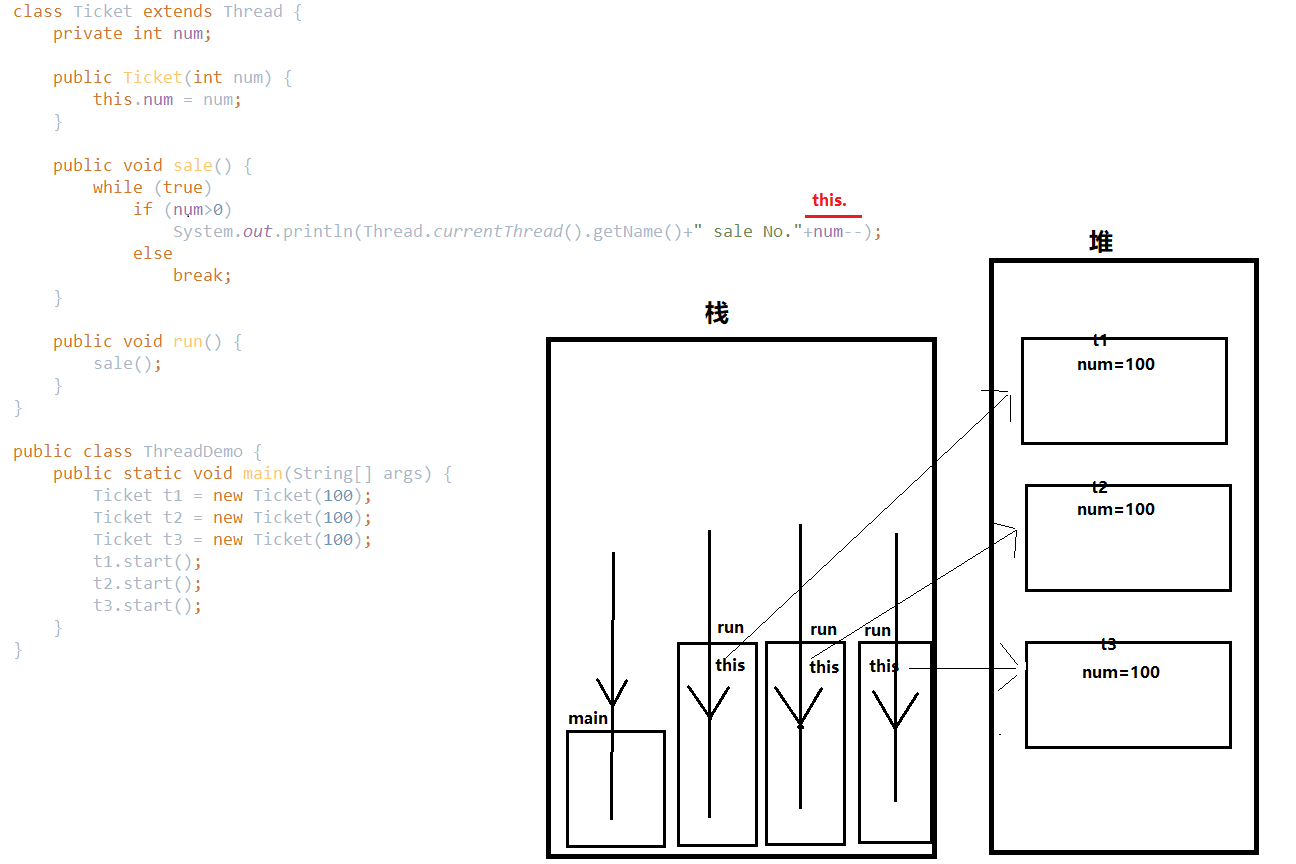 class Ticket extends Thread {
private int num;
public Ticket(int num) {
this.num = num;
}
public void sale() {
while (true)
this.
if (num>0)
System.out.println(Thread.currentThread().getName()+" sale No."+num--);
else
break;
}
public void run() {
sale();
}
}
public class ThreadDemo {
public static void main(String[] args) {
Ticket t1 = new Ticket(100);
Ticket t2 = new Ticket(100);
Ticket t3 = new Ticket(100);
t1.start();
t2.start();
t3.start();
}
}
栈
main
run
this
run
this
run
this
堆
t1
num=100
t2
num=100
t3
num=100